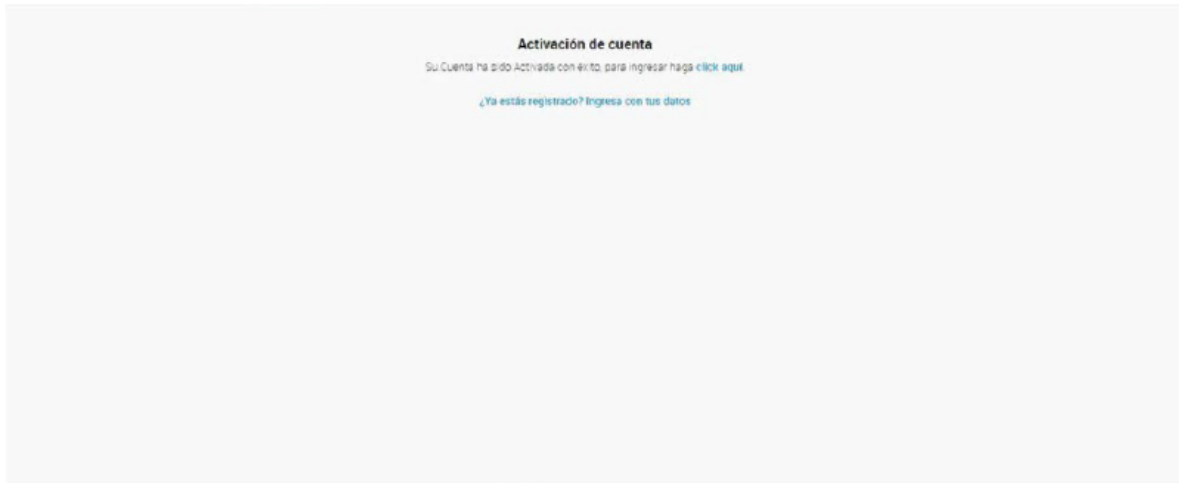 Activación de cuenta
Su Cuenta ha sido Activada con éxito, para ingresar haga click aquí.
¿Ya estás registrado? Ingresa con tus datos